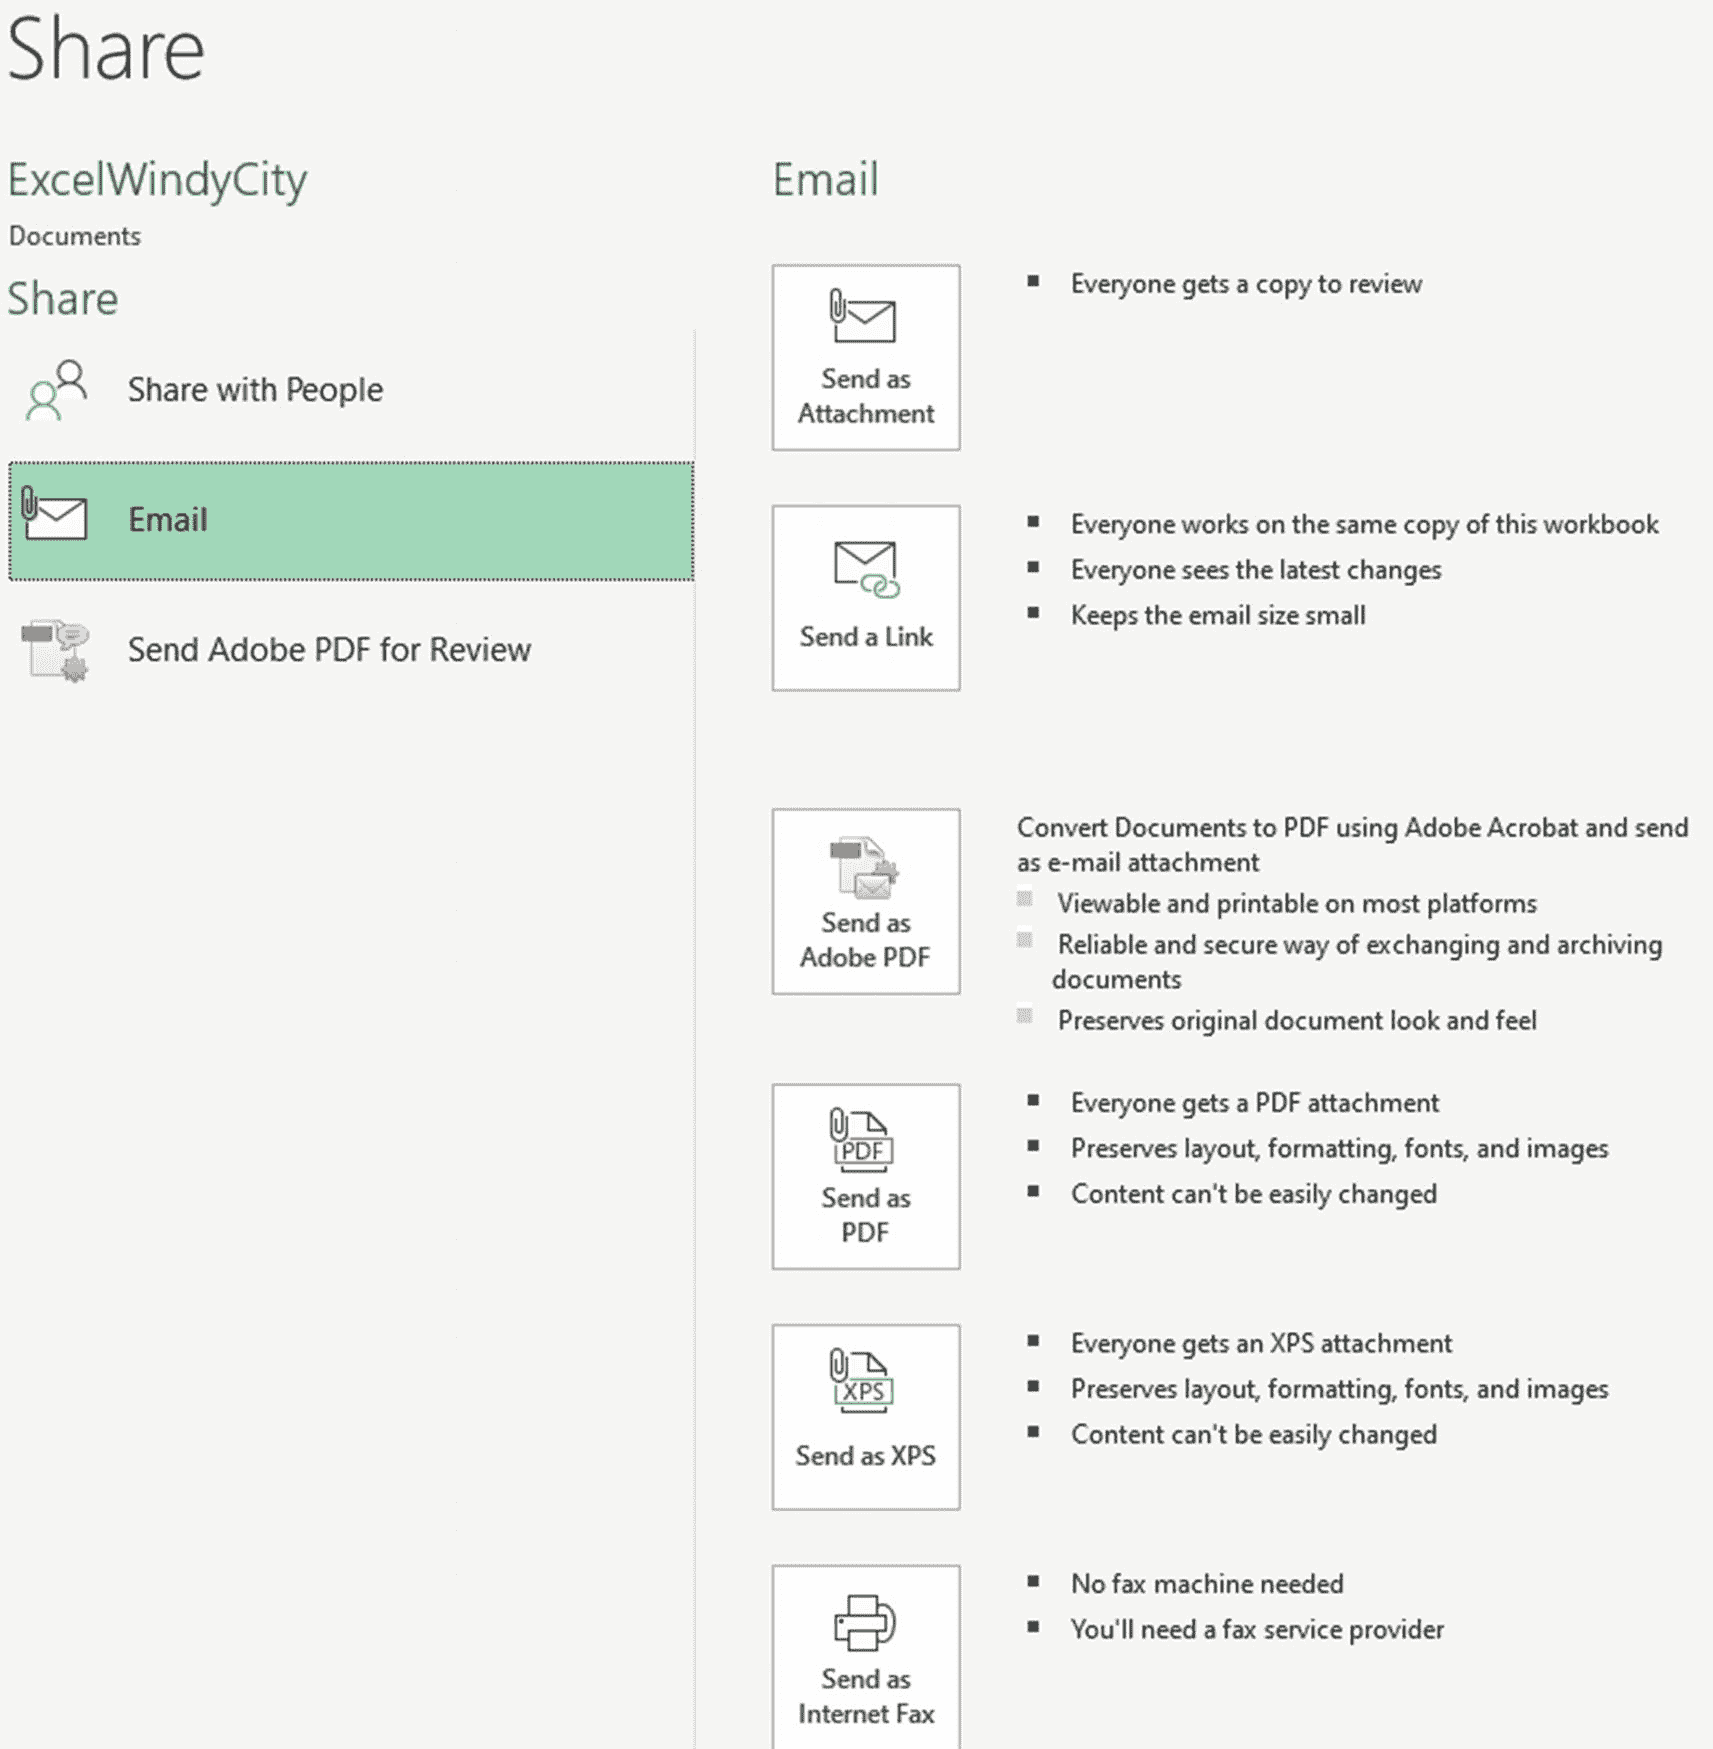 Share
ExcelWindyCity
Documents
Share
Share with People
Email
Send Adobe PDF for Review
Email
Send as
Attachment
Everyone gets a copy to review
Send a Link
Everyone works on the same copy of this workbook
Everyone sees the latest changes
Keeps the email size small
Send as
Adobe PDF
Convert Documents to PDF using Adobe Acrobat and send
as e-mail attachment
Viewable and printable on most platforms
Reliable and secure way of exchanging and archiving
documents
Preserves original document look and feel
PDF
Send as
PDF
Everyone gets a PDF attachment
Preserves layout, formatting, fonts, and images
Content can't be easily changed
XPS
Send as XPS
Everyone gets an XPS attachment
Preserves layout, formatting, fonts, and images
Content can't be easily changed
Send as
Internet Fax
No fax machine needed
You'll need a fax service provider